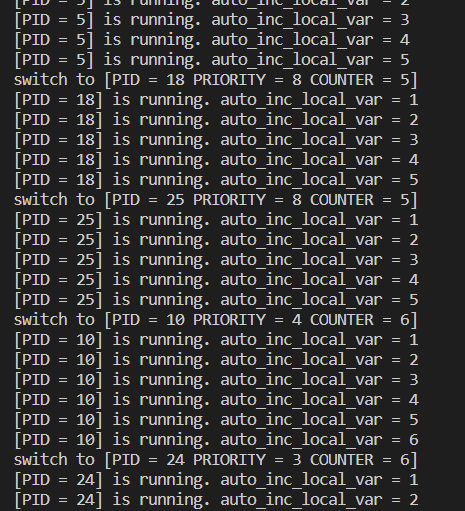 [PID = 5] is running. auto_inc_local_var = 2
[PID = 5] is running. auto_inc_local_var = 3
[PID = 5] is running. auto_inc_local_var = 4
[PID = 5] is running. auto_inc_local_var = 5
switch to [PID = 18 PRIORITY = 8 COUNTER = 5]
[PID = 18] is running. auto_inc_local_var = 1
[PID = 18] is running. auto_inc_local_var = 2
[PID = 18] is running. auto_inc_local_var = 3
[PID = 18] is running. auto_inc_local_var = 4
[PID = 18] is running. auto_inc_local_var = 5
switch to [PID = 25 PRIORITY = 8 COUNTER = 5]
[PID = 25] is running. auto_inc_local_var = 1
[PID = 25] is running. auto_inc_local_var = 2
[PID = 25] is running. auto_inc_local_var = 3
[PID = 25] is running. auto_inc_local_var = 4
[PID = 25] is running. auto_inc_local_var = 5
switch to [PID = 10 PRIORITY = 4 COUNTER = 6]
[PID = 10] is running. auto_inc_local_var = 1
[PID = 10] is running. auto_inc_local_var = 2
[PID = 10] is running. auto_inc_local_var = 3
[PID = 10] is running. auto_inc_local_var = 4
[PID = 10] is running. auto_inc_local_var = 5
[PID = 10] is running. auto_inc_local_var = 6
switch to [PID = 24 PRIORITY = 3 COUNTER = 6]
[PID = 24] is running. auto_inc_local_var = 1
[PID = 24] is running. auto_inc_local_var = 2